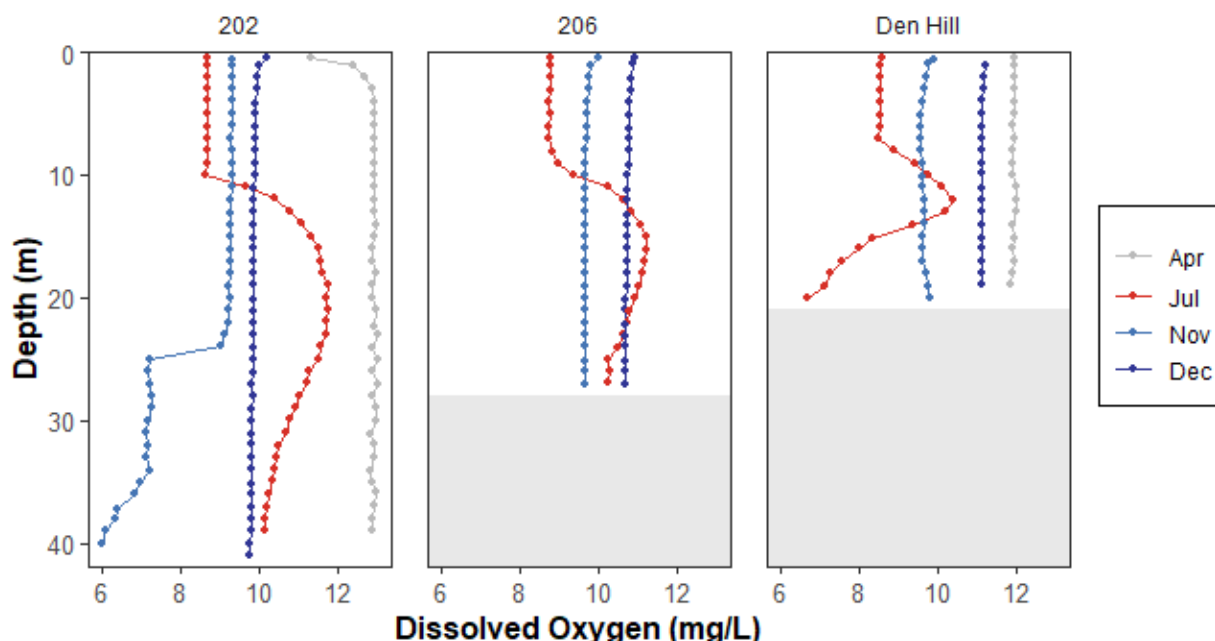 202 206 Den Hill
0
10
20
30
40
Depth (m)
6 8 10 12 6 8 10 12 6 8 10 12
Dissolved Oxygen (mg/L)
Apr
Jul
Nov
Dec